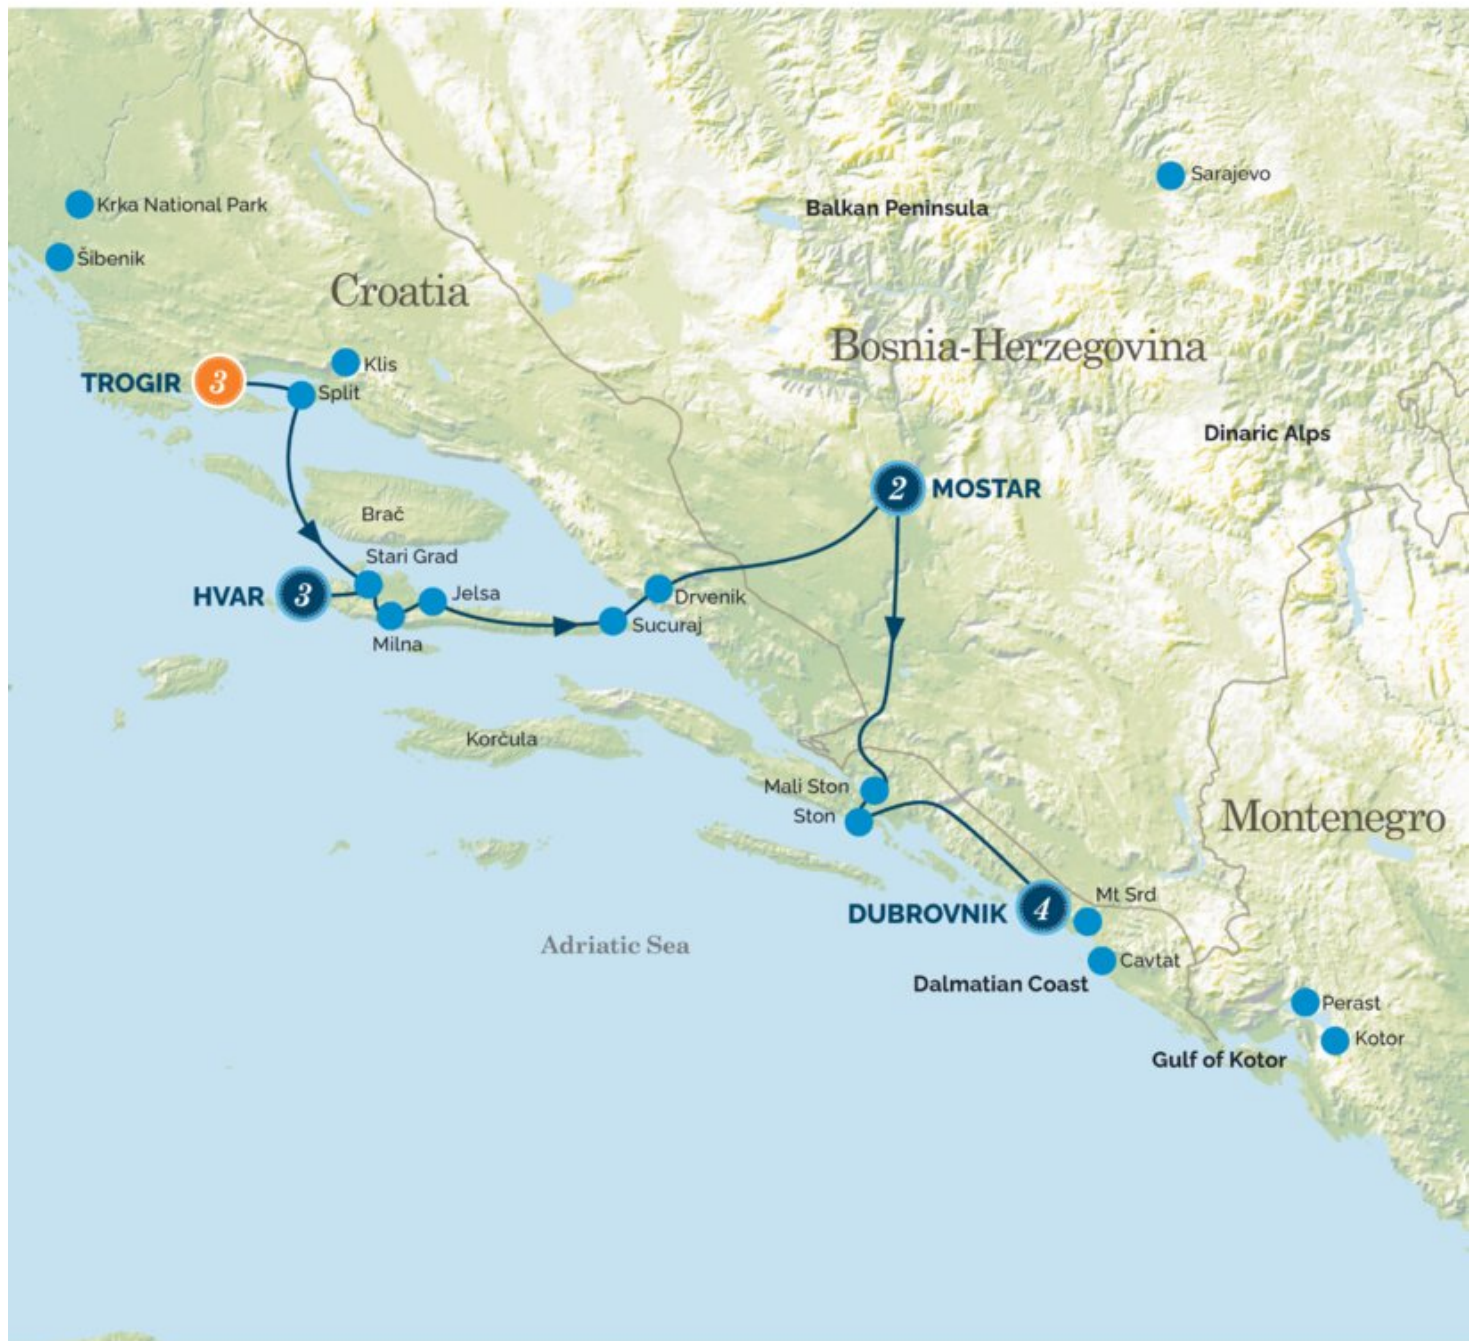 Sarajevo
Krka National Park
Balkan Peninsula
Šibenik
Croatia
Bosnia-Herzegovina
Klis
TROGIR 3
Split
Dinaric Alps
2 MOSTAR
Brač
Stari Grad
HVAR 3
Jelsa
Drvenik
Sucuraj
Milna
Korčula
Mali Ston
Ston
Montenegro
Mt Srd
DUBROVNIK 4
Adriatic Sea
Cavtat
Dalmatian Coast
Perast
Kotor
Gulf of Kotor